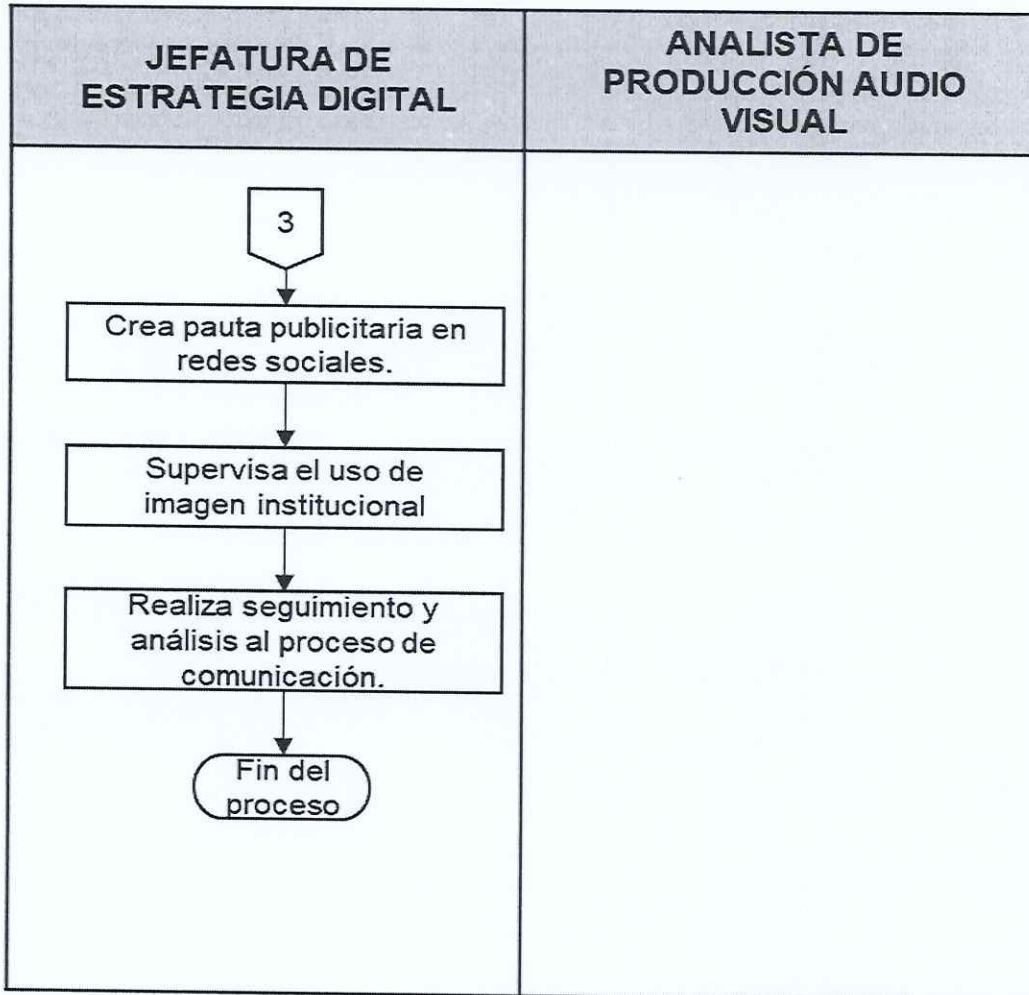 JEFATURA DE
ESTRATEGIA DIGITAL
ANALISTA DE
PRODUCCIÓN AUDIO
VISUAL
3
Crea pauta publicitaria en
redes sociales.
Supervisa el uso de
imagen institucional
Realiza seguimiento y
análisis al proceso de
comunicación.
Fin del
proceso